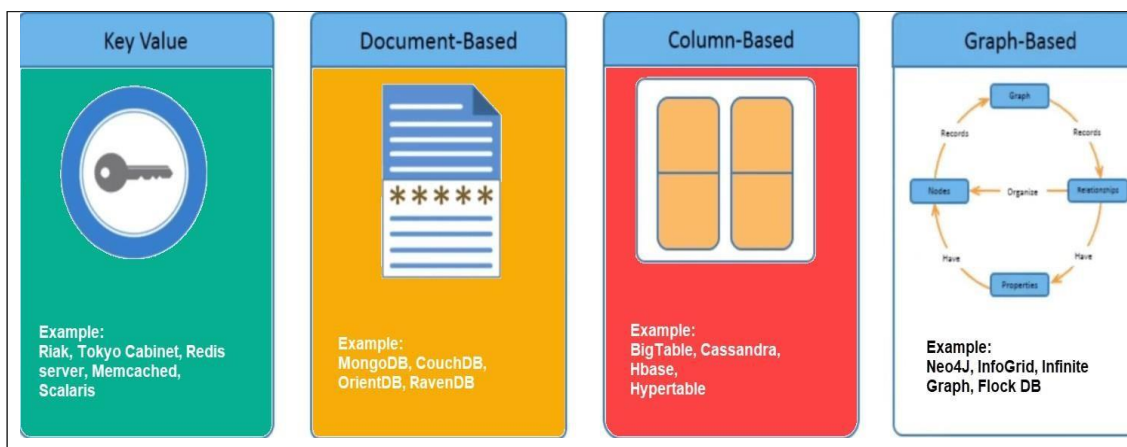 Key Value
Example:
Riak, Tokyo Cabinet, Redis
server, Memcached,
Scalaris
Document-Based
*****
Example:
MongoDB, CouchDB,
OrientDB, RavenDB
Column-Based
Example:
BigTable, Cassandra,
Hbase,
Hypertable
Graph-Based
Graph
Records
Records
Nodes
Organize
Relationships
Have
Have
Properties
Example:
Neo4J, InfoGrid, Infinite
Graph, Flock DB